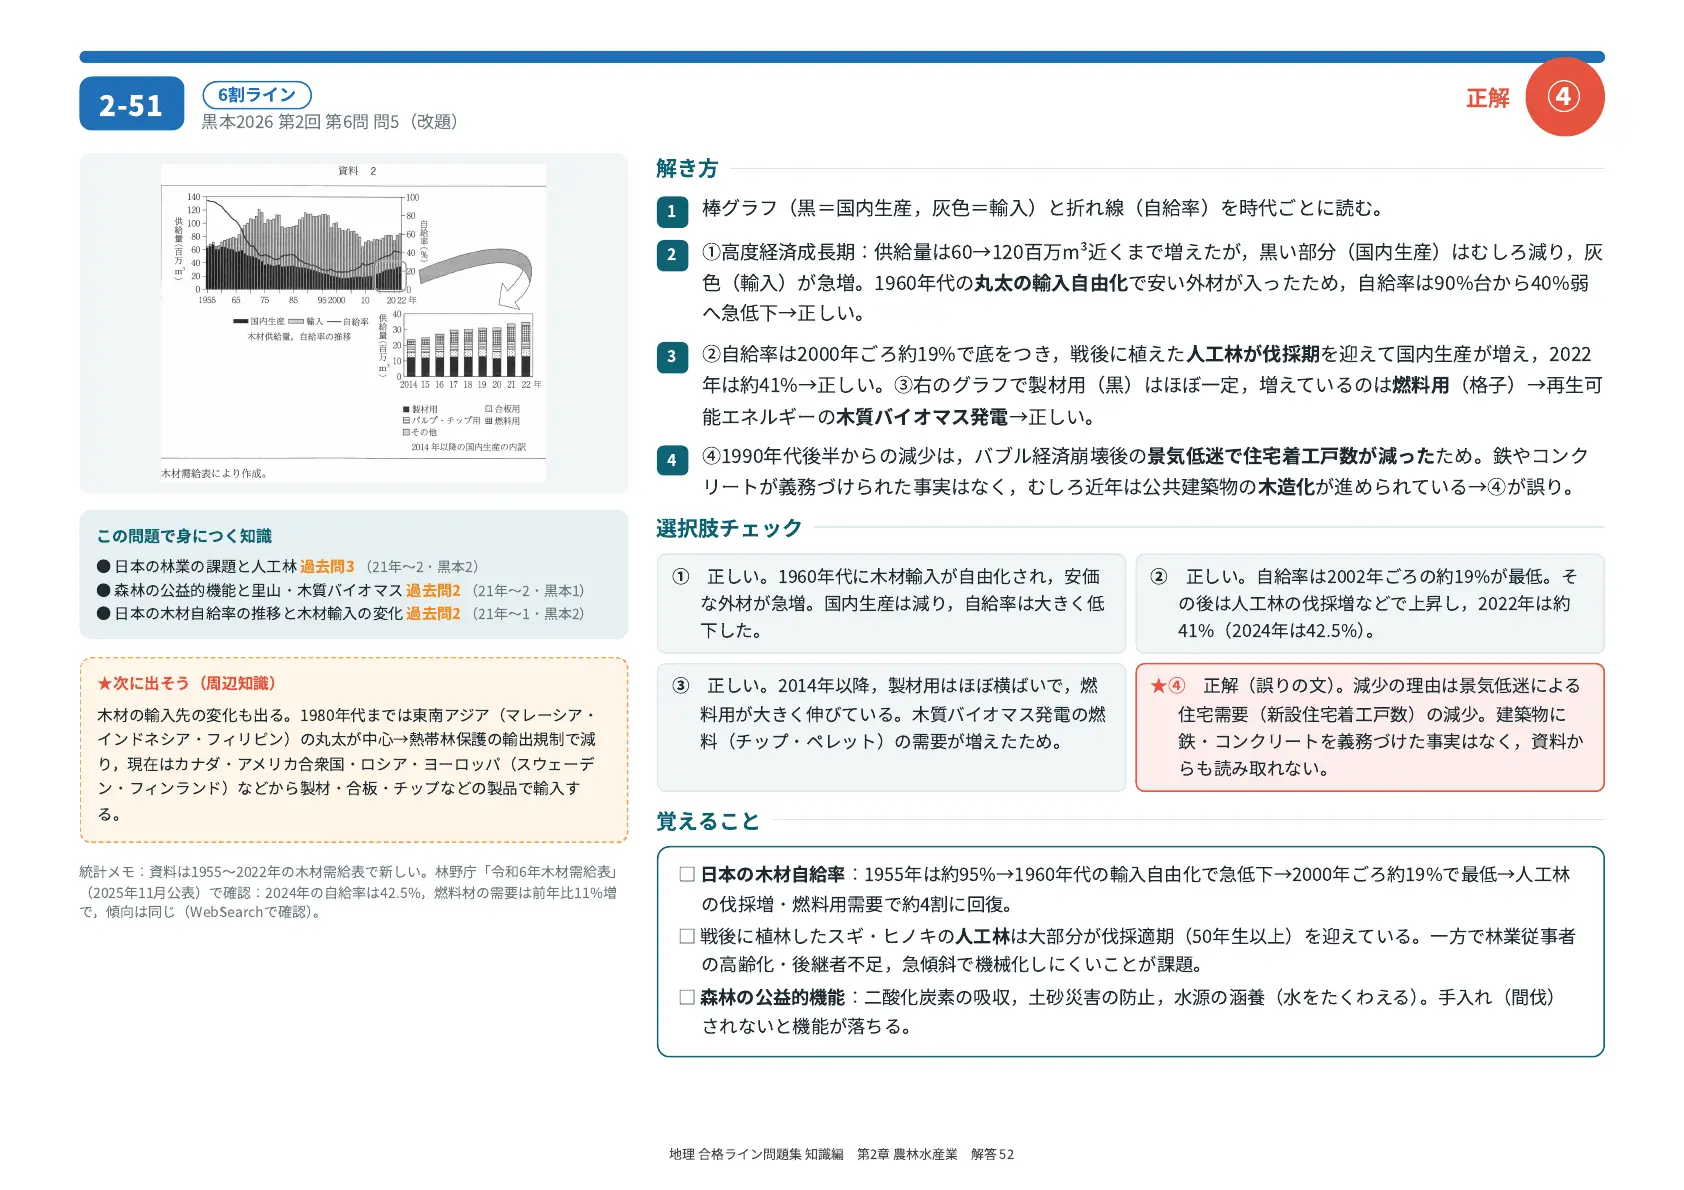 2-51
6割ライン
黒本2026 第2回 第6問 問5（改題）
正解 ④
資料 2
供給量（百万m³）
140
120
100
80
60
40
20
0
100
80
60
40
20
0
自給率（％）
1955 65 75 85 95 2000 10 20 22 年
国内生産 輸入 自給率
木材供給量，自給率の推移
供給量（百万m³）
40
30
20
10
0
2014 15 16 17 18 19 20 21 22 年
■製材用 合板用
パルプ・チップ用 燃料用
その他
2014 年以降の国内生産の内訳
木材需給表により作成。
この問題で身につく知識
● 日本の林業の課題と人工林 過去問3 （21年〜2・黒本2）
● 森林の公益的機能と里山・木質バイオマス 過去問2 （21年〜2・黒本1）
● 日本の木材自給率の推移と木材輸入の変化 過去問2 （21年〜1・黒本2）
★次に出そう（周辺知識）
木材の輸入先の変化も出る。1980年代までは東南アジア（マレーシア・
インドネシア・フィリピン）の丸太が中心→熱帯林保護の輸出規制で減
り，現在はカナダ・アメリカ合衆国・ロシア・ヨーロッパ（スウェーデ
ン・フィンランド）などから製材・合板・チップなどの製品で輸入す
る。
統計メモ：資料は1955〜2022年の木材需給表で新しい。林野庁「令和6年木材需給表」
（2025年11月公表）で確認：2024年の自給率は42.5%，燃料材の需要は前年比11%増
で，傾向は同じ（WebSearchで確認）。
解き方
1 棒グラフ（黒＝国内生産，灰色＝輸入）と折れ線（自給率）を時代ごとに読む。
2 ①高度経済成長期：供給量は60→120百万m³近くまで増えたが，黒い部分（国内生産）はむしろ減り，灰
色（輸入）が急増。1960年代の丸太の輸入自由化で安い外材が入ったため，自給率は90%台から40%弱
へ急低下→正しい。
3 ②自給率は2000年ごろ約19%で底をつき，戦後に植えた人工林が伐採期を迎えて国内生産が増え，2022
年は約41%→正しい。③右のグラフで製材用（黒）はほぼ一定，増えているのは燃料用（格子）→再生可
能エネルギーの木質バイオマス発電→正しい。
4 ④1990年代後半からの減少は，バブル経済崩壊後の景気低迷で住宅着工戸数が減ったため。鉄やコンク
リートが義務づけられた事実はなく，むしろ近年は公共建築物の木造化が進められている→④が誤り。
選択肢チェック
① 正しい。1960年代に木材輸入が自由化され，安価
な外材が急増。国内生産は減り，自給率は大きく低
下した。
② 正しい。自給率は2002年ごろの約19%が最低。そ
の後は人工林の伐採増などで上昇し，2022年は約
41%（2024年は42.5%）。
③ 正しい。2014年以降，製材用はほぼ横ばいで，燃
料用が大きく伸びている。木質バイオマス発電の燃
料（チップ・ペレット）の需要が増えたため。
★④ 正解（誤りの文）。減少の理由は景気低迷による
住宅需要（新設住宅着工戸数）の減少。建築物に
鉄・コンクリートを義務づけた事実はなく，資料か
らも読み取れない。
覚えること
□ 日本の木材自給率：1955年は約95%→1960年代の輸入自由化で急低下→2000年ごろ約19%で最低→人工林
の伐採増・燃料用需要で約4割に回復。
□ 戦後に植林したスギ・ヒノキの人工林は大部分が伐採適期（50年生以上）を迎えている。一方で林業従事者
の高齢化・後継者不足，急傾斜で機械化しにくいことが課題。
□ 森林の公益的機能：二酸化炭素の吸収，土砂災害の防止，水源の涵養（水をたくわえる）。手入れ（間伐）
されないと機能が落ちる。
地理 合格ライン問題集 知識編 第2章 農林水産業 解答52